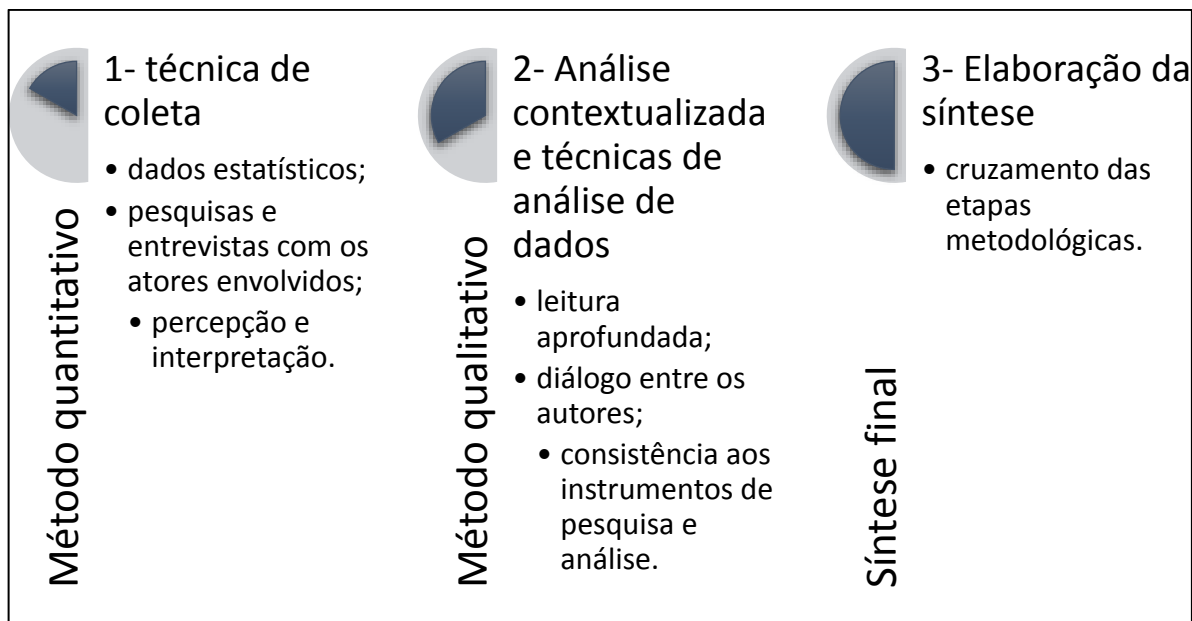 1- técnica de
coleta
• dados estatísticos;
• pesquisas e
entrevistas com os
atores envolvidos;
• percepção e
interpretação.
Método quantitativo
2- Análise
contextualizada
e técnicas de
análise de
dados
• leitura
aprofundada;
• diálogo entre os
autores;
• consistência aos
instrumentos de
pesquisa e
análise.
Método qualitativo
3- Elaboração da
síntese
• cruzamento das
etapas
metodológicas.
Síntese final